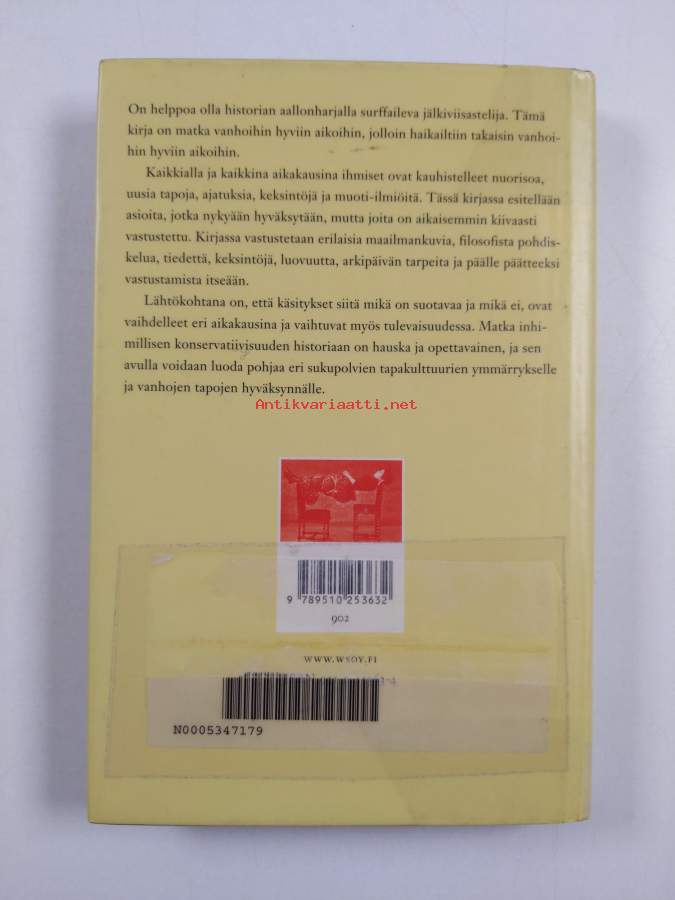 On helppoa olla historian aallonharjalla surffaileva jälkiviisastelija. Tämä
kirja on matka vanhoihin hyviin aikoihin, jolloin haikailtiin takaisin vanhoi-
hin hyviin aikoihin.
Kaikkialla ja kaikkina aikakausina ihmiset ovat kauhistelleet nuorisoa,
uusia tapoja, ajatuksia, keksintöjä ja muoti-ilmiöitä. Tässä kirjassa esitellään
asioita, jotka nykyään hyväksytään, mutta joita on aikaisemmin kiivaasti
vastustettu. Kirjassa vastustetaan erilaisia maailmankuvia, filosofista pohdis-
kelua, tiedettä, keksintöjä, luovuutta, arkipäivän tarpeita ja päälle päätteeksi
vastustamista itseään.
Lähtökohtana on, että käsitykset siitä mikä on suotavaa ja mikä ei, ovat
vaihdelleet eri aikakausina ja vaihtuvat myös tulevaisuudessa. Matka inhi-
millisen konservatiivisuuden historiaan on hauska ja opettavainen, ja sen
avulla voidaan luoda pohjaa eri sukupolvien tapakulttuurien ymmärrykselle
ja vanhojen tapojen hyväksynnälle.
Antikvariaatti.net
9 789510 253632
902
WWW.WSOY.FI
N0005347179